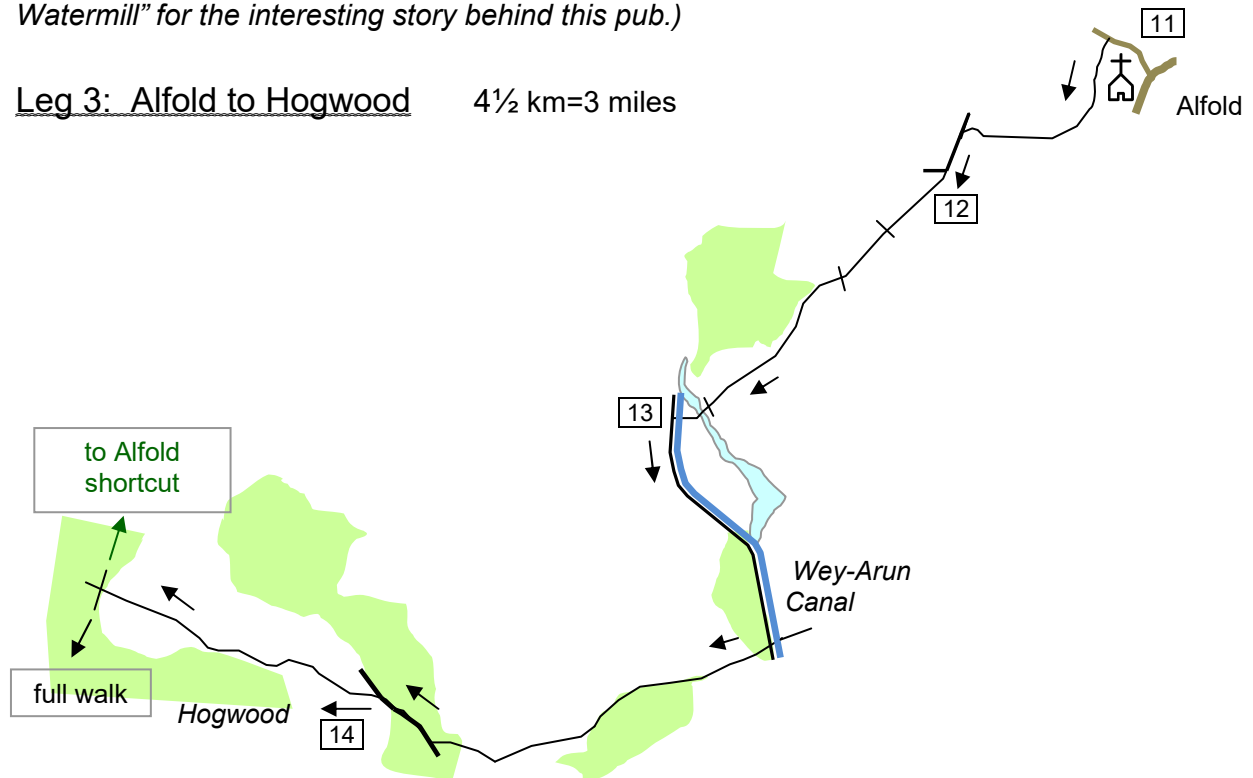 Watermill” for the interesting story behind this pub.)
Leg 3:  Alfold to Hogwood 4½ km=3 miles
11
Alfold
12
13
to Alfold
shortcut
Wey-Arun
Canal
full walk
Hogwood
14